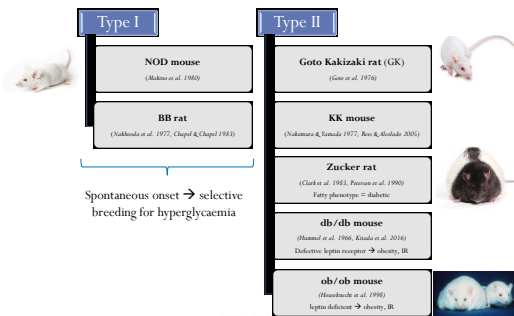 Type I
NOD mouse
(Makino et al. 1980)
BB rat
(Nakhooda et al. 1977, Chapel & Chapel 1983)
Spontaneous onset → selective
breeding for hyperglycaemia
Type II
Goto Kakizaki rat (GK)
(Goto et al. 1976)
KK mouse
(Nakamura & Yamada 1977, Rees & Alcolado 2005)
Zucker rat
(Clark et al. 1983, Peterson et al. 1990)
Fatty phenotype = diabetic
db/db mouse
(Hummel et al. 1966, Kitada et al. 2016)
Defective leptin receptor → obesity, IR
ob/ob mouse
(Houseknecht et al. 1998)
leptin deficient → obesity, IR